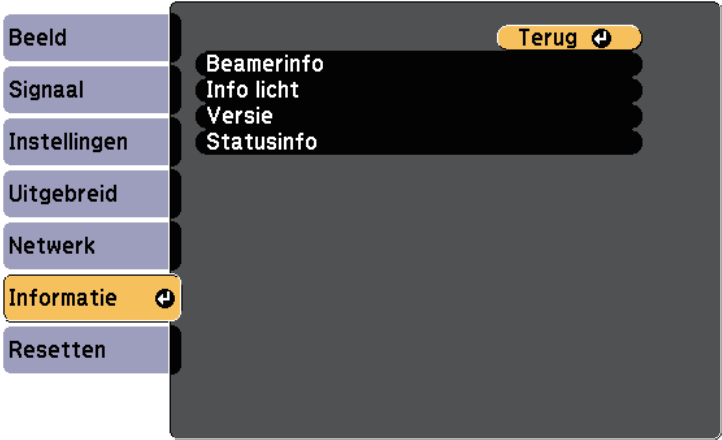 Beeld
Signaal
Instellingen
Uitgebreid
Netwerk
Informatie
Resetten
Terug
Beamerinfo
Info licht
Versie
Statusinfo